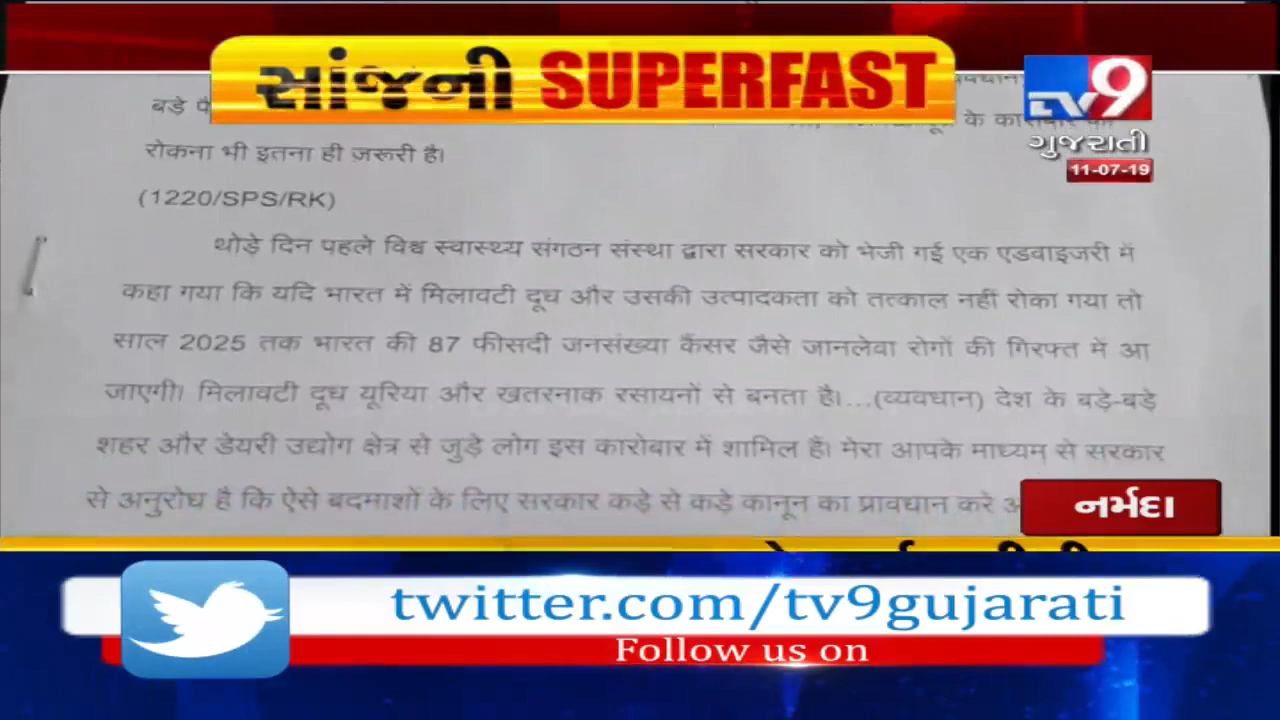 સાંજની SUPERFAST
TV9
ગુજરાતી
11-07-19
बड़े
के
रोकना भी इतना ही ज़रूरी है।
(1220/SPS/RK)
थोड़े दिन पहले विश्व स्वास्थ्य संगठन संस्था द्वारा सरकार को भेजी गई एक एडवाइजरी में
कहा गया कि यदि भारत में मिलावटी दूध और उसकी उत्पादकता को तत्काल नहीं रोका गया तो
साल 2025 तक भारत की 87 फीसदी जनसंख्या कैंसर जैसे जानलेवा रोगों की गिरफ्त मे आ
जाएगी। मिलावटी दूध यूरिया और खतरनाक रसायनों से बनता है।...(व्यवधान) देश के बड़े-बड़े
शहर और डेयरी उद्योग क्षेत्र से जुड़े लोग इस कारोबार में शामिल हैं। मेरा आपके माध्यम से सरकार
से अनुरोध है कि ऐसे बदमाशों के लिए सरकार कड़े से कड़े कानून का प्रावधान करे
નર્મદા
twitter.com/tv9gujarati
Follow us on